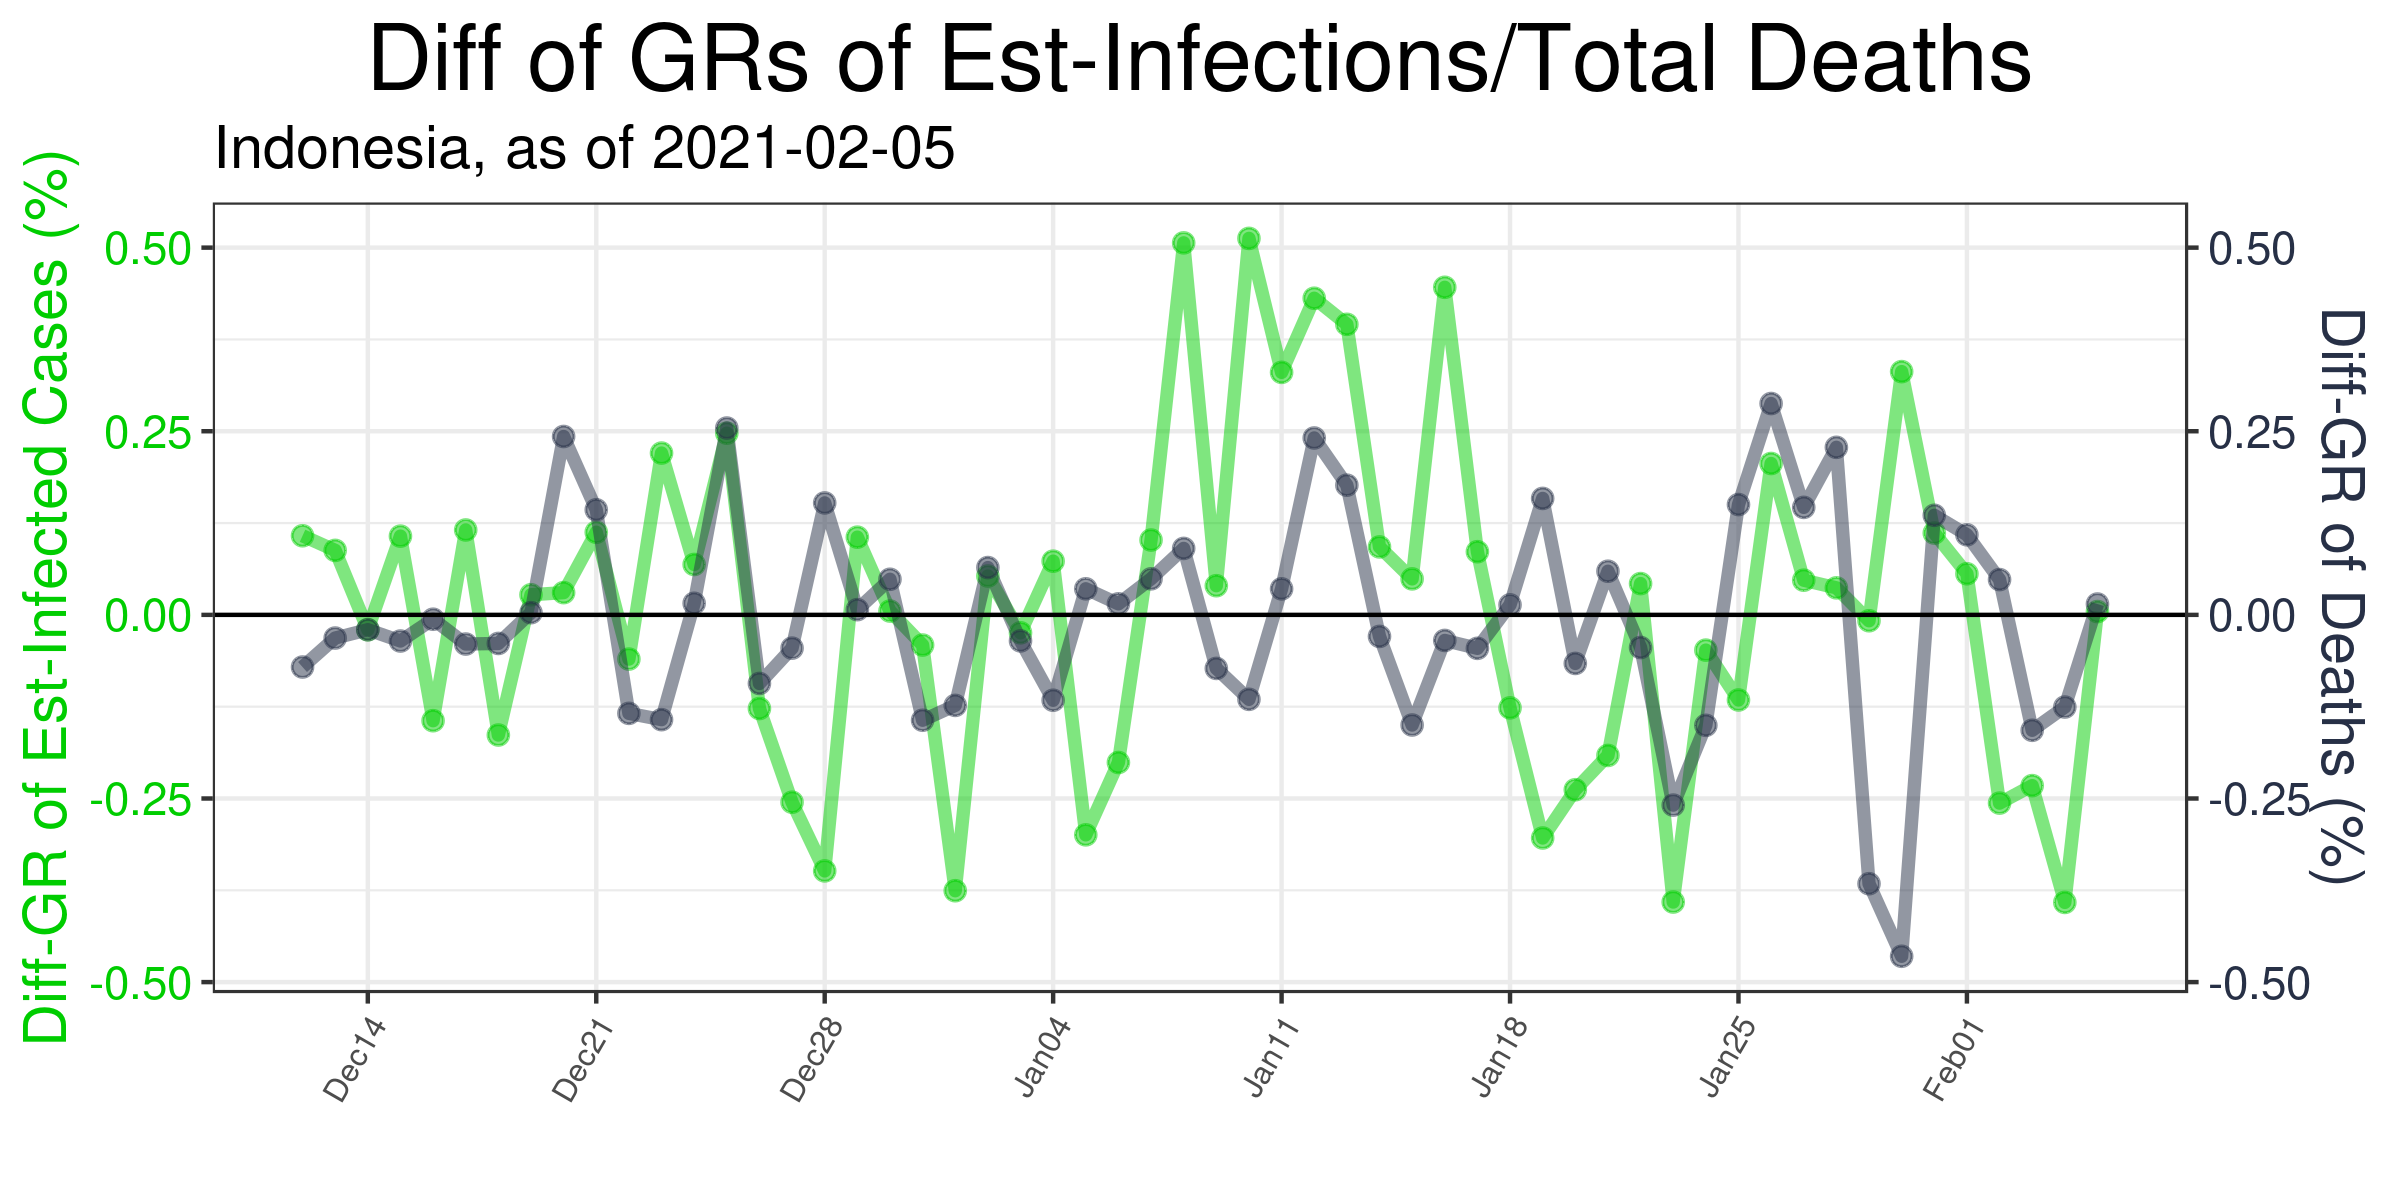 Diff of GRs of Est-Infections/Total Deaths
Indonesia, as of 2021-02-05
Diff-GR of Est-Infected Cases (%)
0.50
0.25
0.00
-0.25
-0.50
0.50
0.25
0.00
-0.25
-0.50
Diff-GR of Deaths (%)
Dec14
Dec21
Dec28
Jan04
Jan11
Jan18
Jan25
Feb01